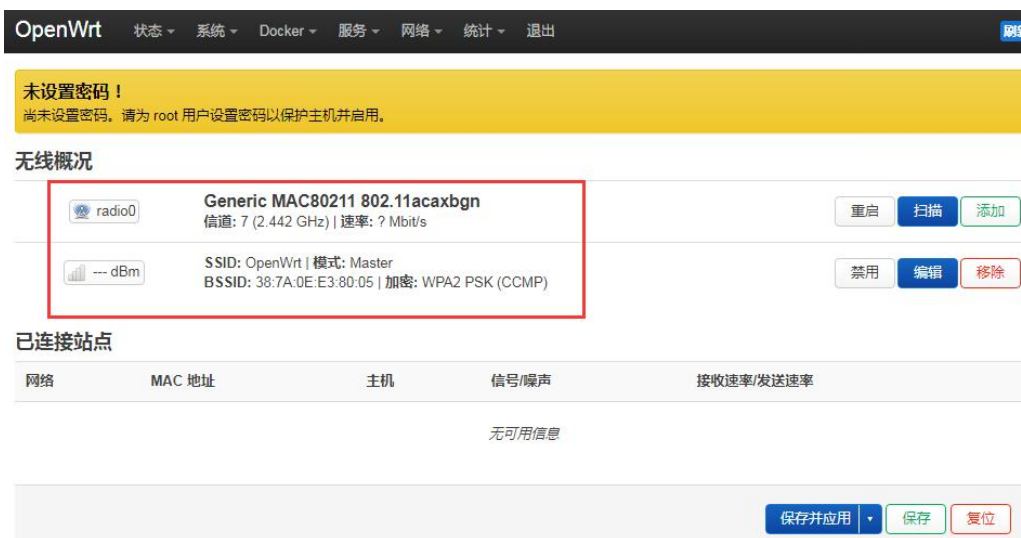 OpenWrt 状态 系统 Docker 服务 网络 统计 退出
未设置密码！
尚未设置密码。请为 root 用户设置密码以保护主机并启用。
无线概况
radio0 Generic MAC80211 802.11acaxbgn 重启 扫描 添加
信道: 7 (2.442 GHz) | 速率: ? Mbit/s
--- dBm SSID: OpenWrt | 模式: Master 禁用 编辑 移除
BSSID: 38:7A:0E:E3:80:05 | 加密: WPA2 PSK (CCMP)
已连接站点
网络 MAC 地址 主机 信号/噪声 接收速率/发送速率
无可用信息
保存并应用 保存 复位